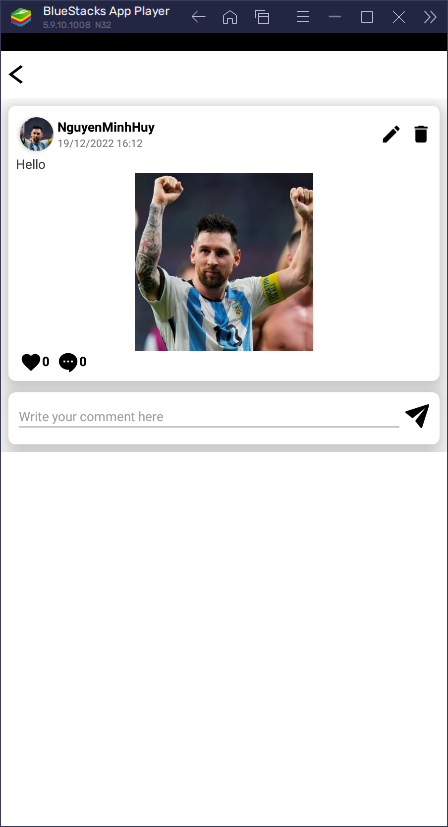 BlueStacks App Player
5.9.10.1008 N32
NguyenMinhHuy
19/12/2022 16:12
Hello
10
0
0
Write your comment here